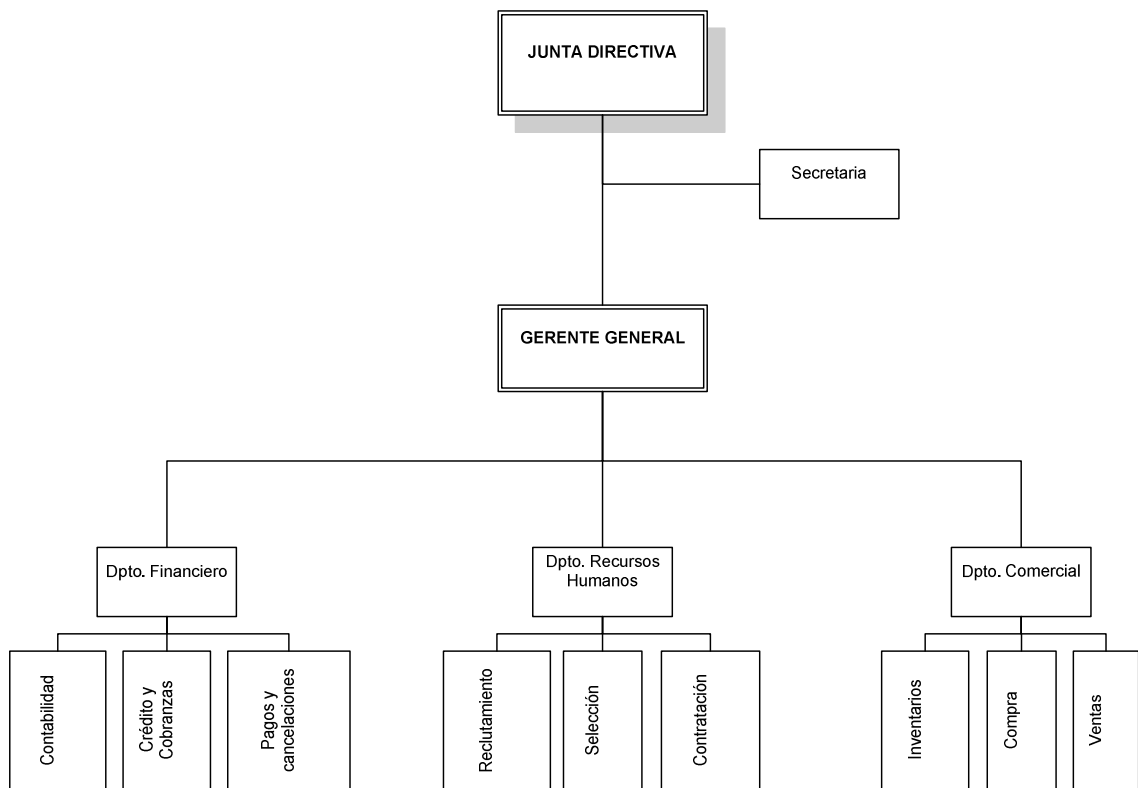 JUNTA DIRECTIVA
Secretaria
GERENTE GENERAL
Dpto. Financiero
Dpto. Recursos
Humanos
Dpto. Comercial
Contabilidad
Crédito y
Cobranzas
Pagos y
cancelaciones
Reclutamiento
Selección
Contratación
Inventarios
Compra
Ventas